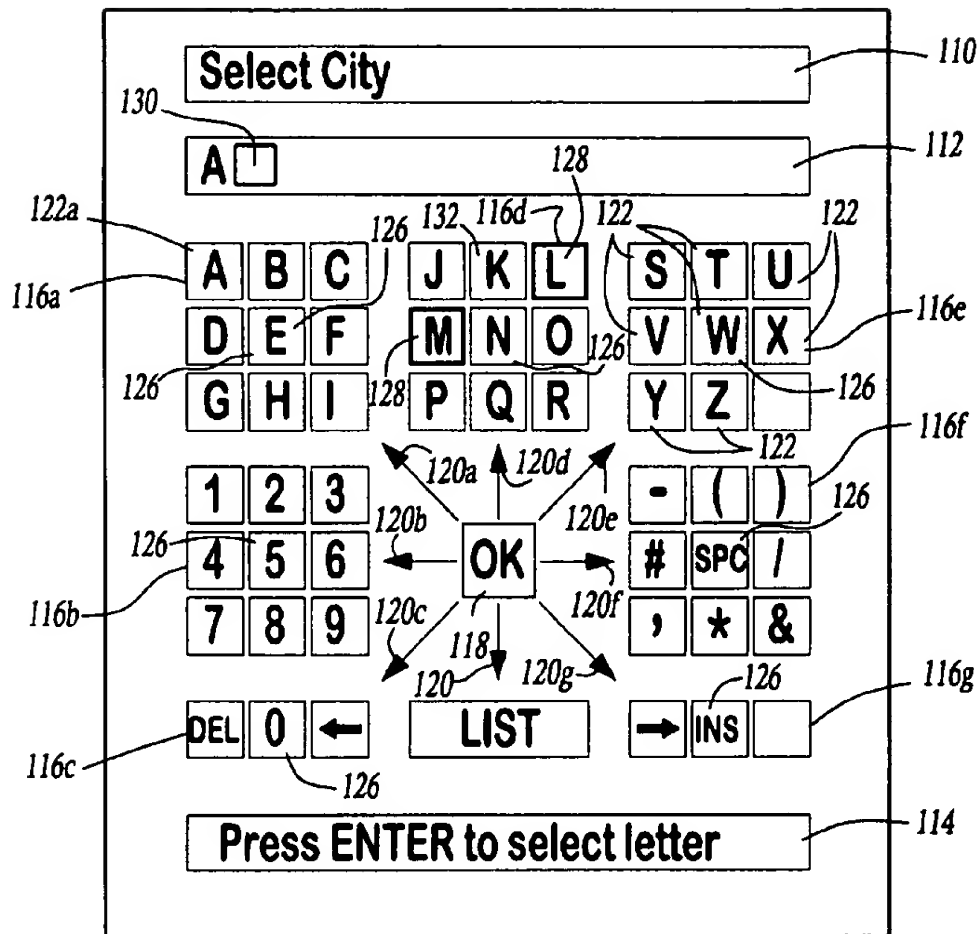 Select City 110
130
A 112
128
122a 126 132 116d 122 122
116a A B C J K L S T U
116e
D E F M N O V W X
126 128 126 126
G H I P Q R Y Z
122 116f
120a 120d
1 2 3 - ( )
120b 120e 126
126 4 5 6 OK # SPC /
116b 120c 120f
7 8 9 118 , * &
120 120g 126 116g
DEL 0 ← LIST → INS
116c 126
Press ENTER to select letter 114